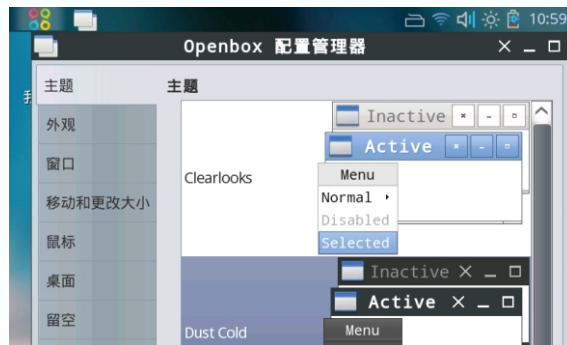 10:59
Openbox 配置管理器
主题
外观
窗口
移动和更改大小
鼠标
桌面
留空
主题
Clearlooks
Inactive
Active
Menu
Normal
Disabled
Selected
Dust Cold
Inactive
Active
Menu